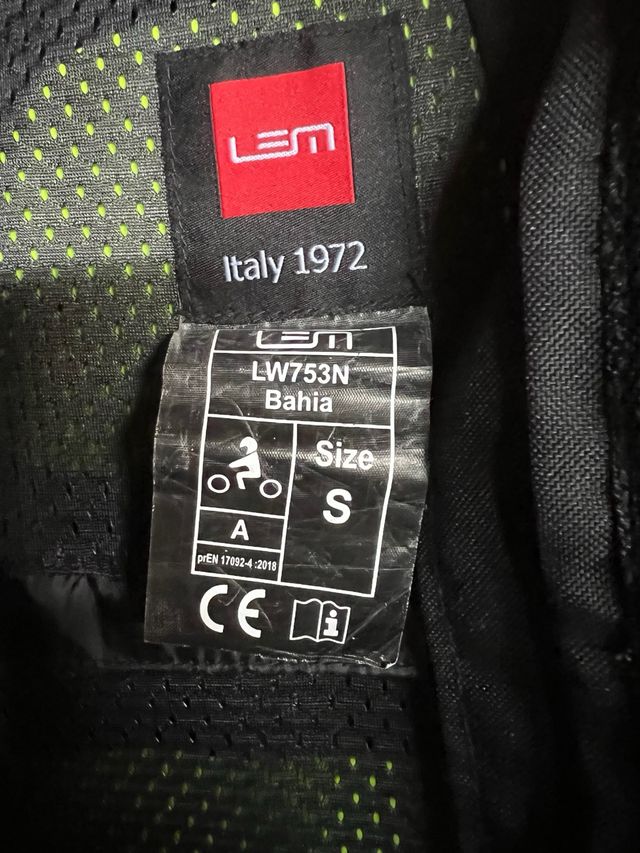 LEM
Italy 1972
LEM
LW753N
Bahia
Size
S
A
prEN 17092-4 :2018
CE
i